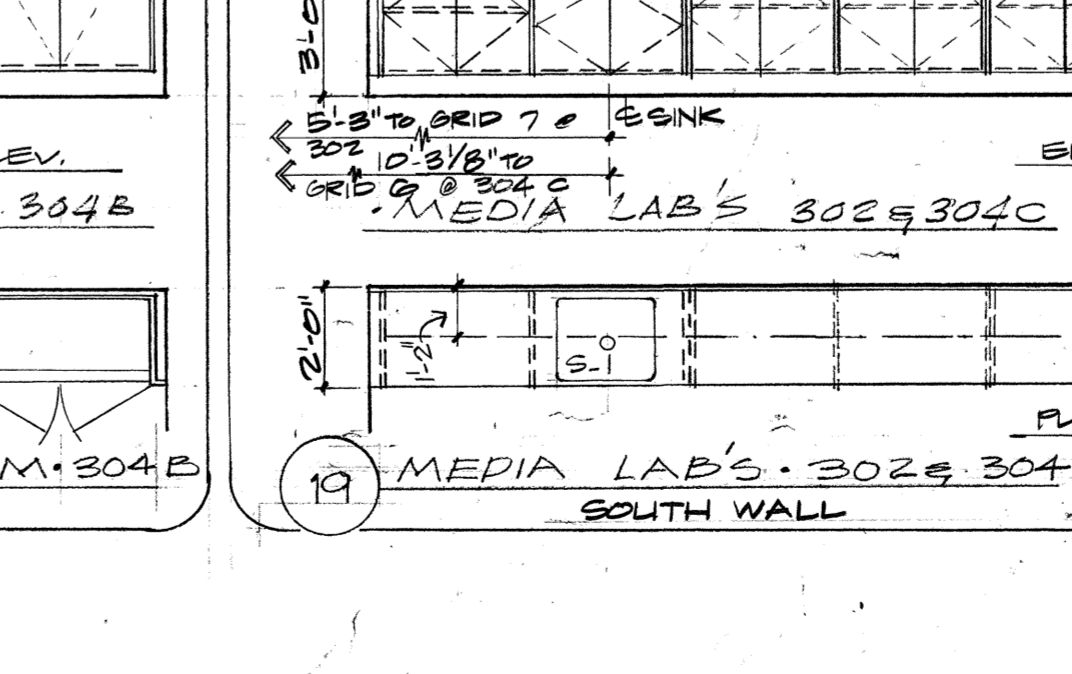 3'-0
5'-3" TO GRID 7 @ ℄ SINK
302
10'-3 1/8" TO
GRID G @ 304 C
EV.
304B
• MEDIA LAB'S 302 & 304C
2'-0"
1'-2"
S-1
M • 304B
19
MEDIA LAB'S • 302 & 304
SOUTH WALL